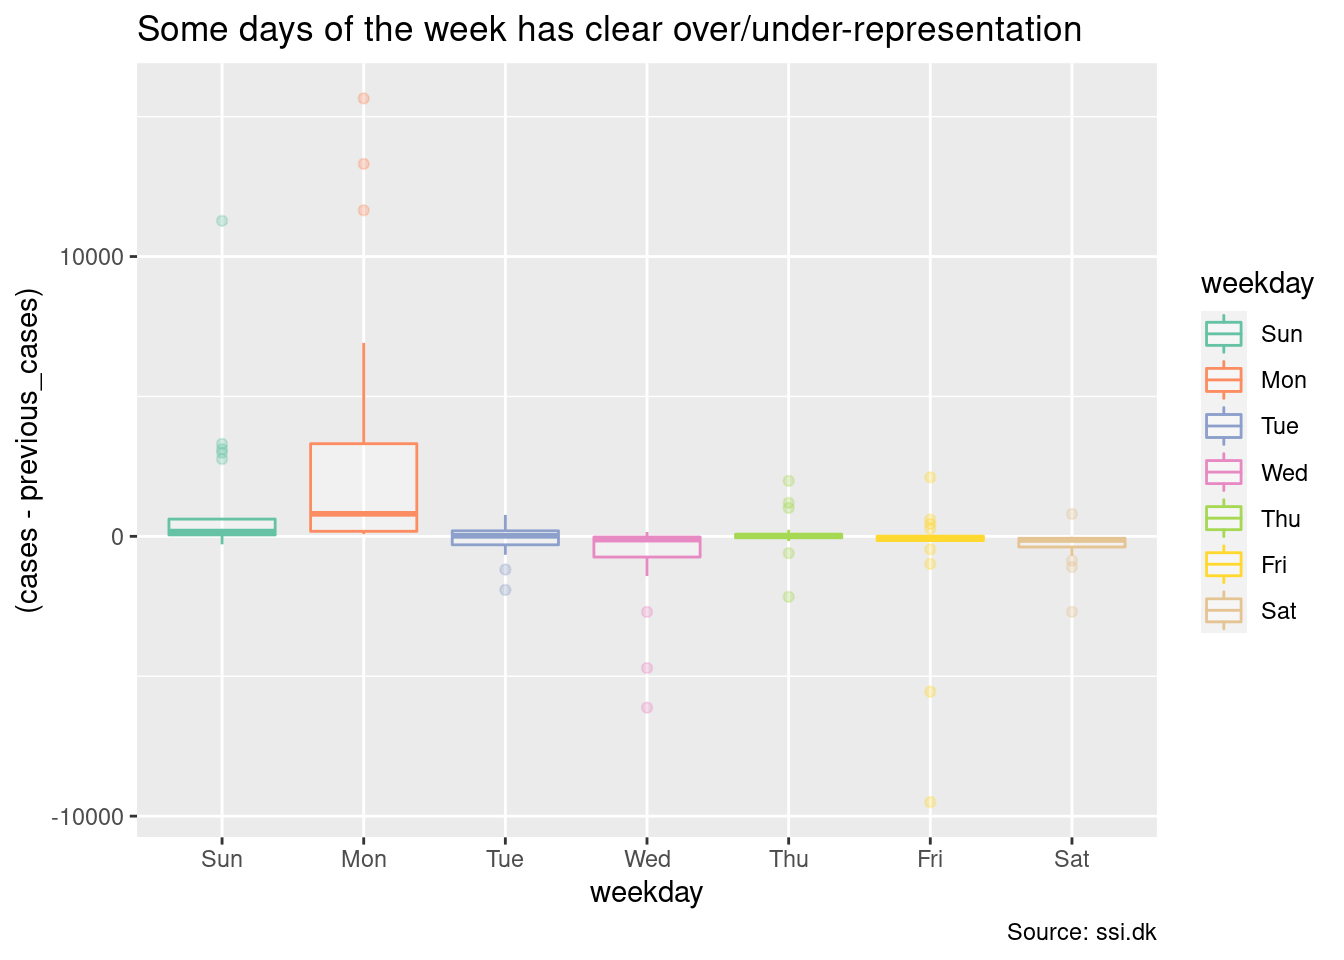 Some days of the week has clear over/under-representation
(cases - previous_cases)
10000
0
-10000
Sun Mon Tue Wed Thu Fri Sat
weekday
weekday
Sun
Mon
Tue
Wed
Thu
Fri
Sat
Source: ssi.dk